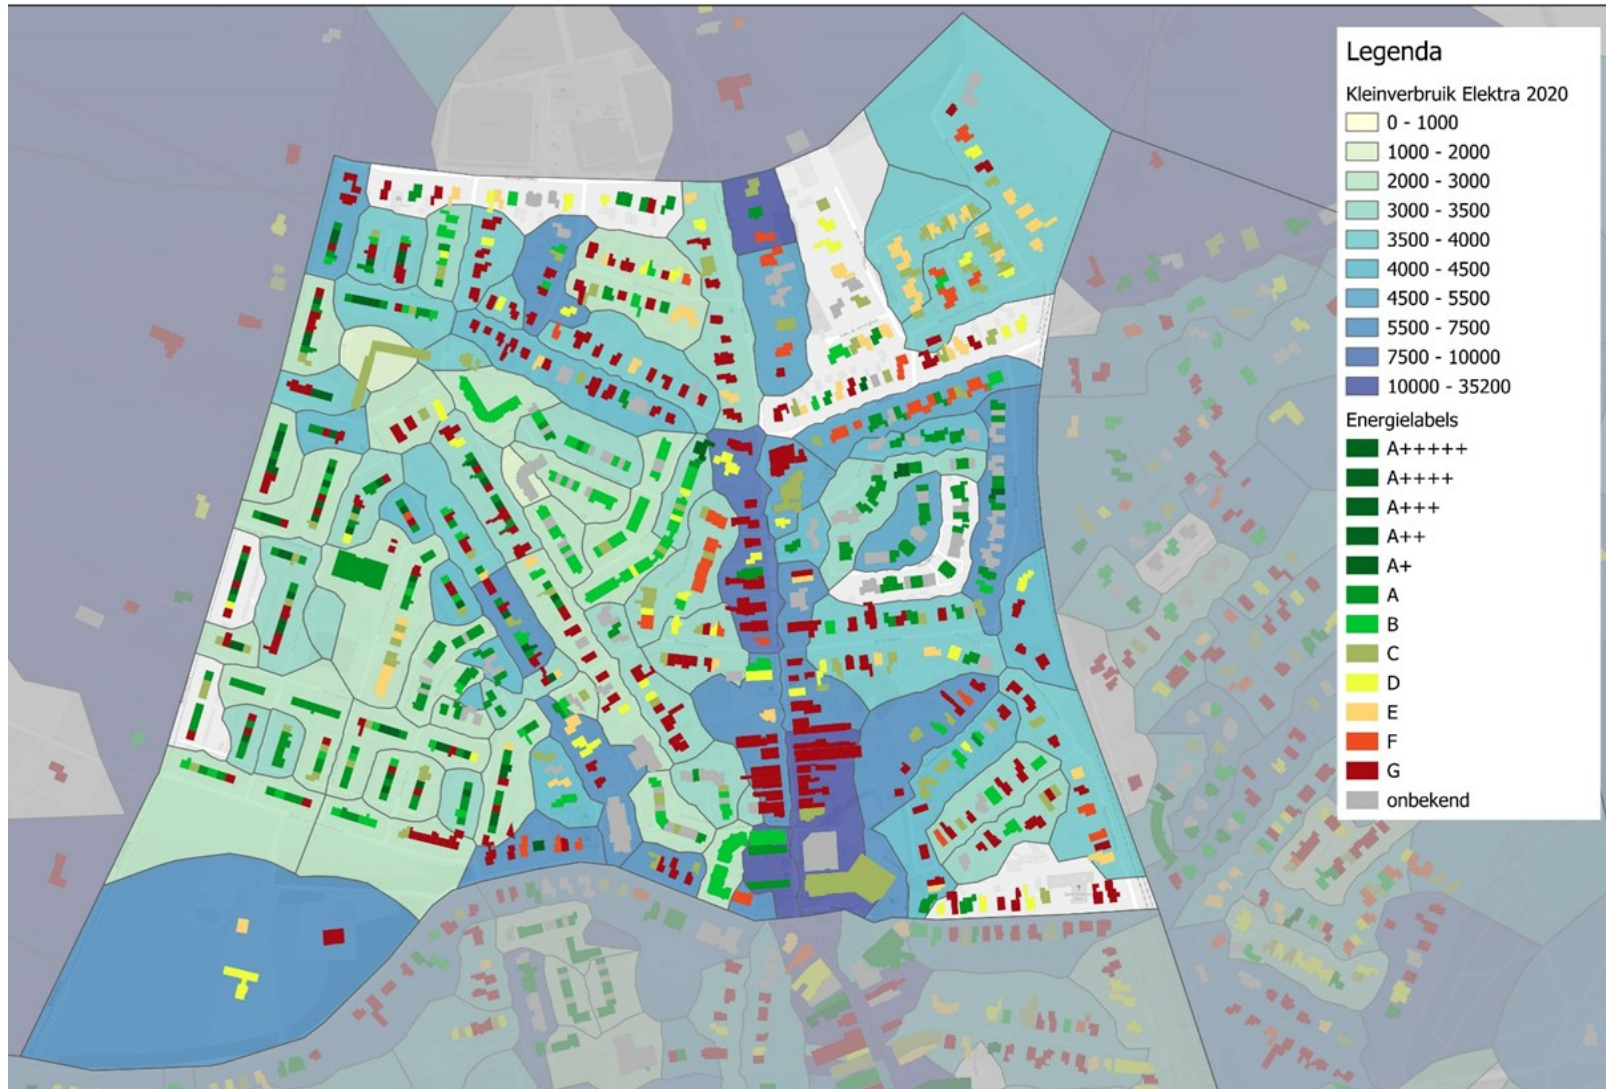 Legenda
Kleinverbruik Elektra 2020
0 - 1000
1000 - 2000
2000 - 3000
3000 - 3500
3500 - 4000
4000 - 4500
4500 - 5500
5500 - 7500
7500 - 10000
10000 - 35200
Energielabels
A+++++
A++++
A+++
A++
A+
A
B
C
D
E
F
G
onbekend